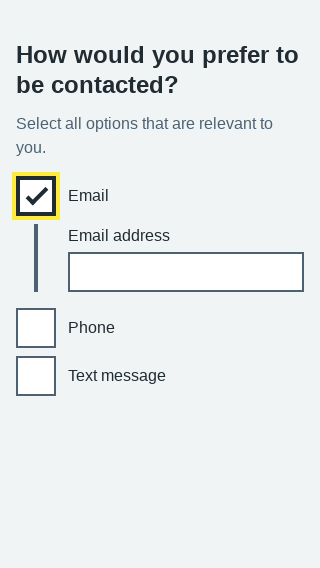 How would you prefer to
be contacted?
Select all options that are relevant to
you.
Email
Email address
Phone
Text message